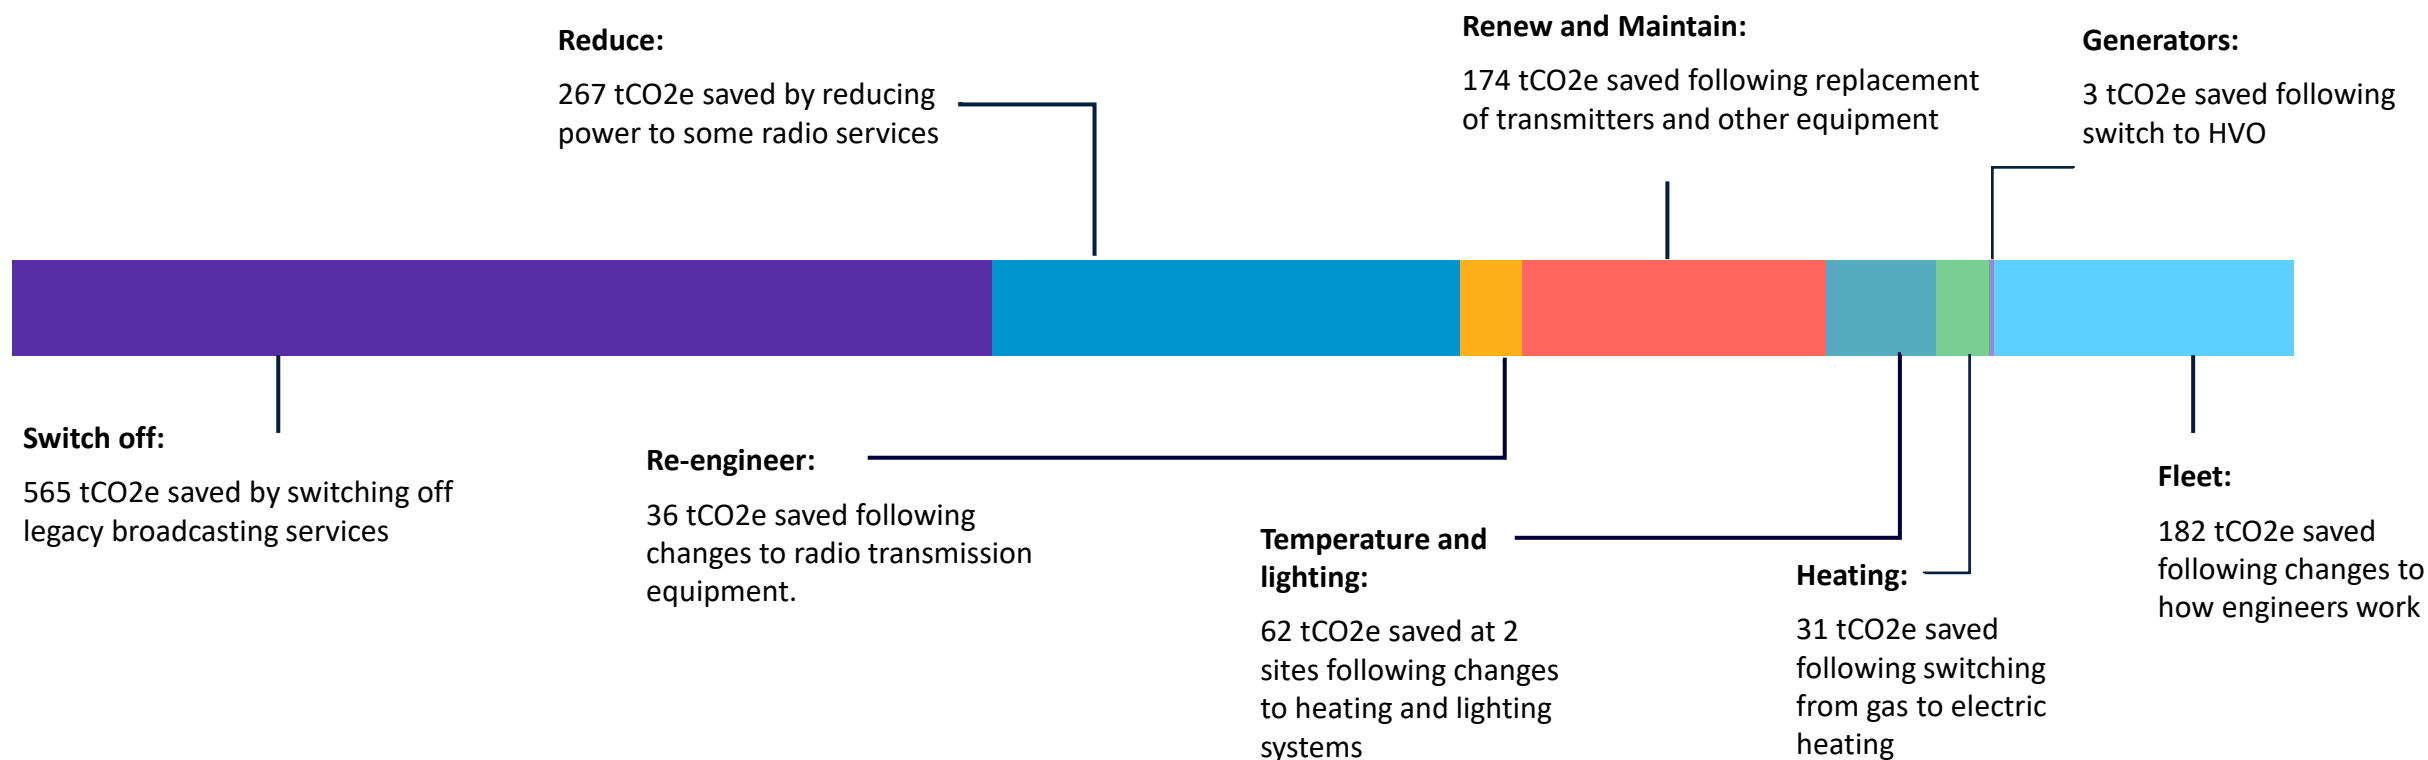 Reduce:
267 tCO2e saved by reducing
power to some radio services
Renew and Maintain:
174 tCO2e saved following replacement
of transmitters and other equipment
Generators:
3 tCO2e saved following
switch to HVO
Switch off:
565 tCO2e saved by switching off
legacy broadcasting services
Re-engineer:
36 tCO2e saved following
changes to radio transmission
equipment.
Temperature and
lighting:
62 tCO2e saved at 2
sites following changes
to heating and lighting
systems
Heating:
31 tCO2e saved
following switching
from gas to electric
heating
Fleet:
182 tCO2e saved
following changes to
how engineers work